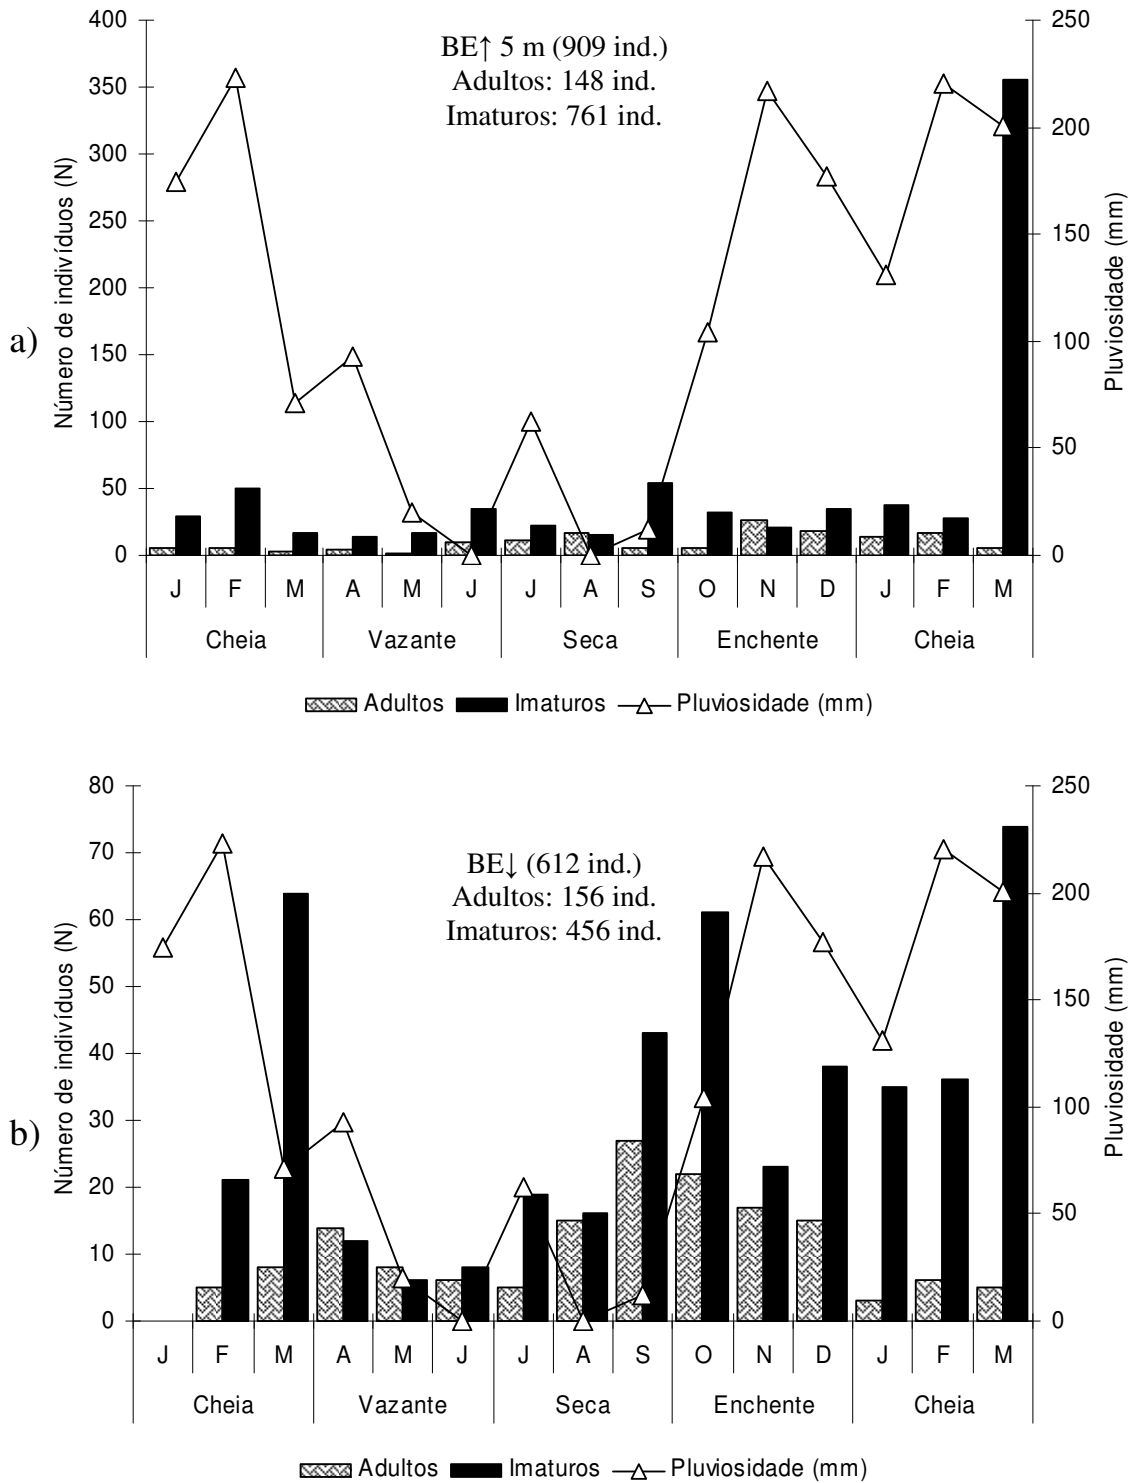 400
350
300
250
200
150
100
50
0
Número de indivíduos (N)
a)
BE↑ 5 m (909 ind.)
Adultos: 148 ind.
Imaturos: 761 ind.
250
200
150
100
50
0
Pluviosidade (mm)
J F M A M J J A S O N D J F M
Cheia Vazante Seca Enchente Cheia
Adultos Imaturos Pluviosidade (mm)
80
70
60
50
40
30
20
10
0
Número de indivíduos (N)
b)
BE↓ (612 ind.)
Adultos: 156 ind.
Imaturos: 456 ind.
250
200
150
100
50
0
Pluviosidade (mm)
J F M A M J J A S O N D J F M
Cheia Vazante Seca Enchente Cheia
Adultos Imaturos Pluviosidade (mm)